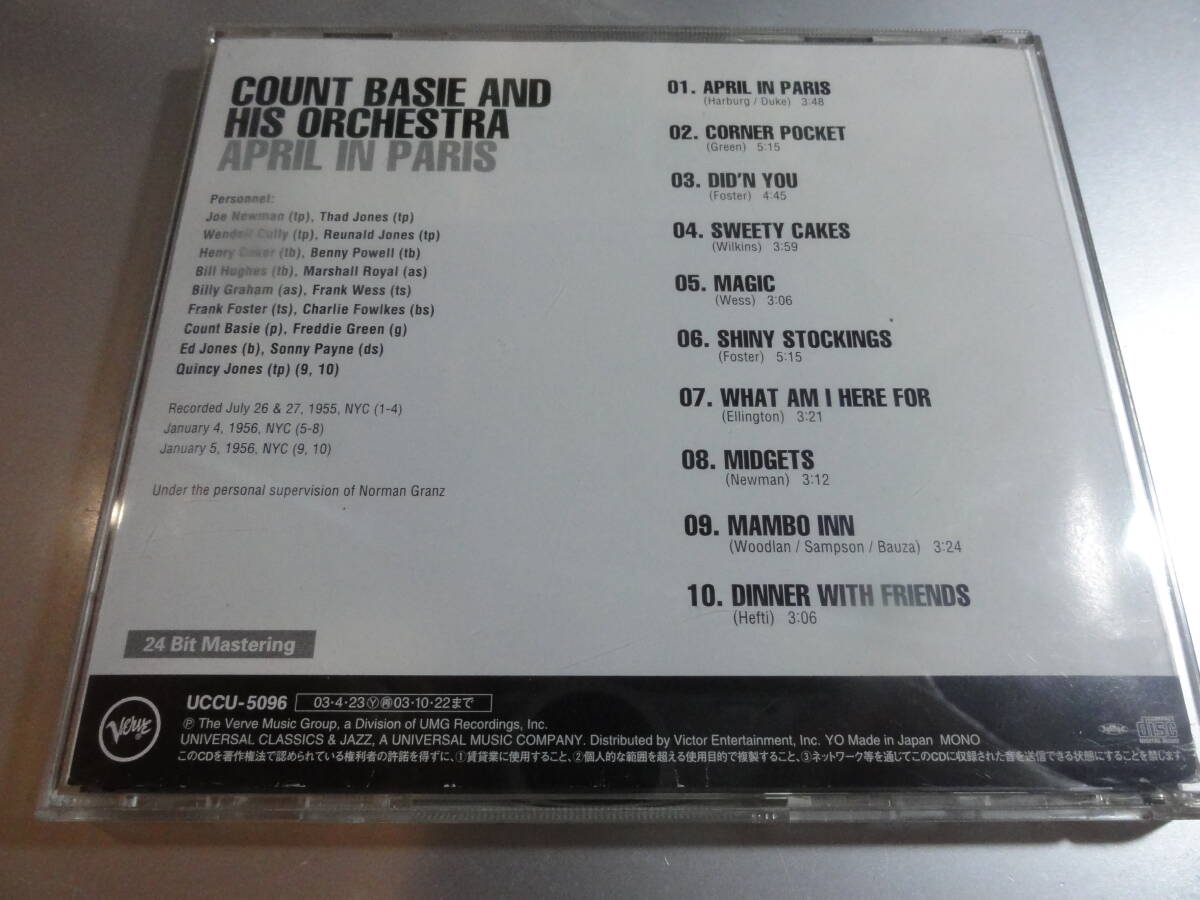 COUNT BASIE AND
HIS ORCHESTRA
APRIL IN PARIS
Personnel:
Joe Newman (tp), Thad Jones (tp)
Wendell Cully (tp), Reunald Jones (tp)
Henry Coker (tb), Benny Powell (tb)
Bill Hughes (tb), Marshall Royal (as)
Billy Graham (as), Frank Wess (ts)
Frank Foster (ts), Charlie Fowlkes (bs)
Count Basie (p), Freddie Green (g)
Ed Jones (b), Sonny Payne (ds)
Quincy Jones (tp) (9, 10)
Recorded July 26 & 27, 1955, NYC (1-4)
January 4, 1956, NYC (5-8)
January 5, 1956, NYC (9, 10)
Under the personal supervision of Norman Granz
24 Bit Mastering
01. APRIL IN PARIS
(Harburg / Duke) 3:48
02. CORNER POCKET
(Green) 5:15
03. DID'N YOU
(Foster) 4:45
04. SWEETY CAKES
(Wilkins) 3:59
05. MAGIC
(Wess) 3:06
06. SHINY STOCKINGS
(Foster) 5:15
07. WHAT AM I HERE FOR
(Ellington) 3:21
08. MIDGETS
(Newman) 3:12
09. MAMBO INN
(Woodlan / Sampson / Bauza) 3:24
10. DINNER WITH FRIENDS
(Hefti) 3:06
Verve
UCCU-5096 03・4・23Ⓨ㊢03・10・22まで
℗ The Verve Music Group, a Division of UMG Recordings, Inc.
UNIVERSAL CLASSICS & JAZZ, A UNIVERSAL MUSIC COMPANY. Distributed by Victor Entertainment, Inc. YO Made in Japan MONO
このCDを著作権法で認められている権利者の許諾を得ずに、①賃貸業に使用すること、②個人的な範囲を超える使用目的で複製すること、③ネットワーク等を通じてこのCDに収録された音を送信できる状態にすることを禁じます。
disc